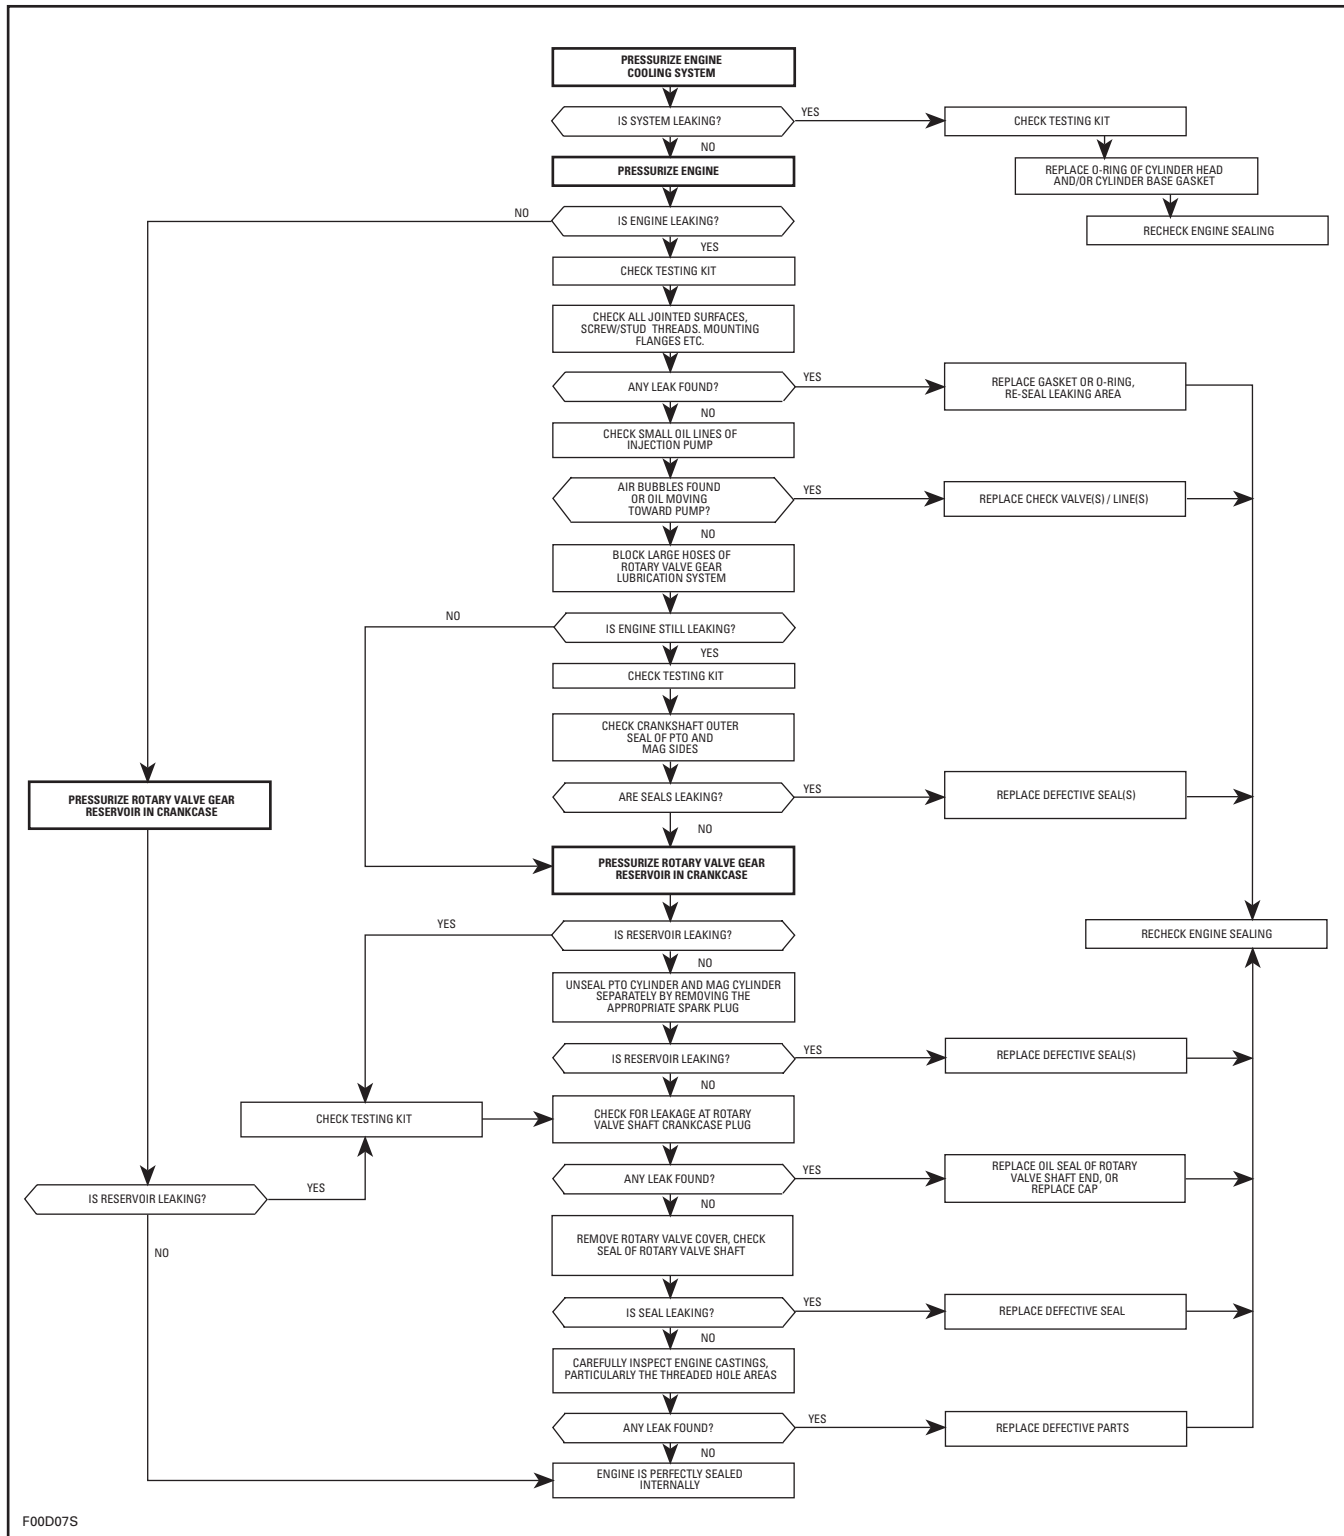 PRESSURIZE ENGINE
COOLING SYSTEM
IS SYSTEM LEAKING?
YES
CHECK TESTING KIT
NO
REPLACE O-RING OF CYLINDER HEAD
AND/OR CYLINDER BASE GASKET
PRESSURIZE ENGINE
RECHECK ENGINE SEALING
NO
IS ENGINE LEAKING?
YES
CHECK TESTING KIT
CHECK ALL JOINTED SURFACES,
SCREW/STUD THREADS. MOUNTING
FLANGES ETC.
ANY LEAK FOUND?
YES
REPLACE GASKET OR O-RING,
RE-SEAL LEAKING AREA
NO
CHECK SMALL OIL LINES OF
INJECTION PUMP
AIR BUBBLES FOUND
OR OIL MOVING
TOWARD PUMP?
YES
REPLACE CHECK VALVE(S) / LINE(S)
NO
BLOCK LARGE HOSES OF
ROTARY VALVE GEAR
LUBRICATION SYSTEM
NO
IS ENGINE STILL LEAKING?
YES
CHECK TESTING KIT
CHECK CRANKSHAFT OUTER
SEAL OF PTO AND
MAG SIDES
PRESSURIZE ROTARY VALVE GEAR
RESERVOIR IN CRANKCASE
ARE SEALS LEAKING?
YES
REPLACE DEFECTIVE SEAL(S)
NO
PRESSURIZE ROTARY VALVE GEAR
RESERVOIR IN CRANKCASE
YES
IS RESERVOIR LEAKING?
RECHECK ENGINE SEALING
NO
UNSEAL PTO CYLINDER AND MAG CYLINDER
SEPARATELY BY REMOVING THE
APPROPRIATE SPARK PLUG
IS RESERVOIR LEAKING?
YES
REPLACE DEFECTIVE SEAL(S)
NO
CHECK TESTING KIT
CHECK FOR LEAKAGE AT ROTARY
VALVE SHAFT CRANKCASE PLUG
IS RESERVOIR LEAKING?
YES
ANY LEAK FOUND?
YES
REPLACE OIL SEAL OF ROTARY
VALVE SHAFT END, OR
REPLACE CAP
NO
NO
REMOVE ROTARY VALVE COVER, CHECK
SEAL OF ROTARY VALVE SHAFT
IS SEAL LEAKING?
YES
REPLACE DEFECTIVE SEAL
NO
CAREFULLY INSPECT ENGINE CASTINGS,
PARTICULARLY THE THREADED HOLE AREAS
ANY LEAK FOUND?
YES
REPLACE DEFECTIVE PARTS
NO
ENGINE IS PERFECTLY SEALED
INTERNALLY
F00D07S